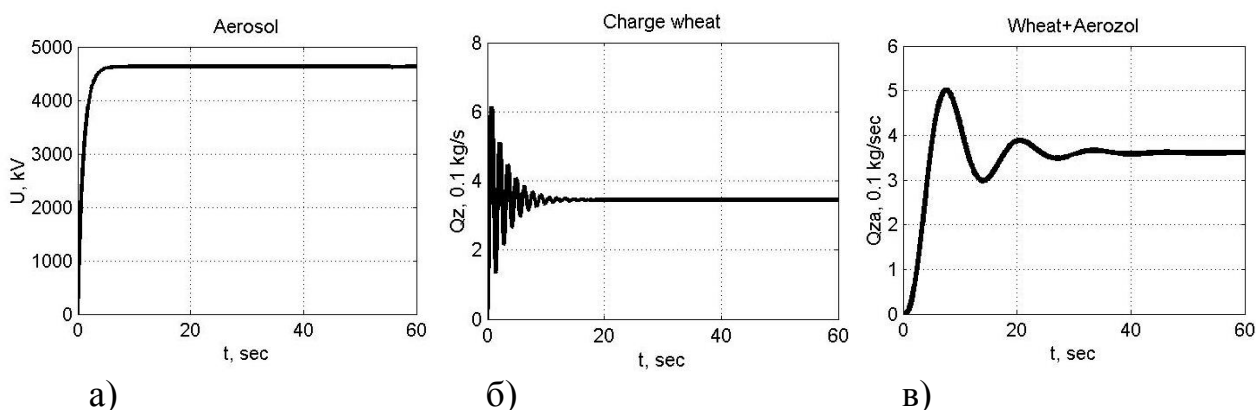 Aerosol
5000
4000
3000
2000
1000
0
U, kV
0 20 40 60
t, sec
а)
Charge wheat
8
6
4
2
0
Qz, 0.1 kg/s
0 20 40 60
t, sec
б)
Wheat+Aerozol
6
5
4
3
2
1
0
Qza, 0.1 kg/sec
0 20 40 60
t, sec
в)